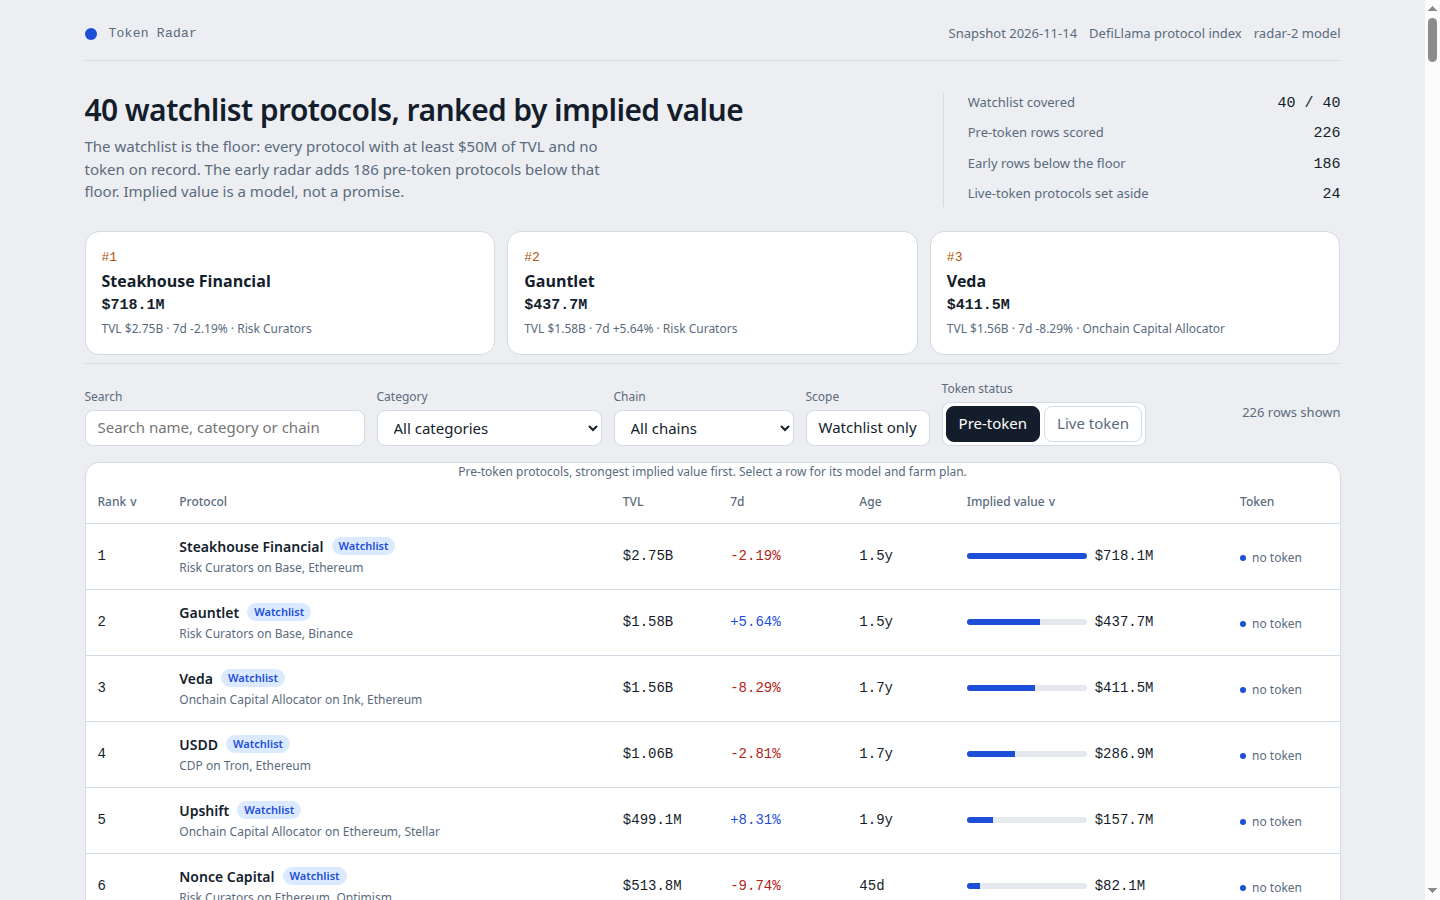 Token Radar
Snapshot 2026-11-14 DefiLlama protocol index radar-2 model
40 watchlist protocols, ranked by implied value
The watchlist is the floor: every protocol with at least $50M of TVL and no
token on record. The early radar adds 186 pre-token protocols below that
floor. Implied value is a model, not a promise.
Watchlist covered 40 / 40
Pre-token rows scored 226
Early rows below the floor 186
Live-token protocols set aside 24
#1
Steakhouse Financial
$718.1M
TVL $2.75B · 7d -2.19% · Risk Curators
#2
Gauntlet
$437.7M
TVL $1.58B · 7d +5.64% · Risk Curators
#3
Veda
$411.5M
TVL $1.56B · 7d -8.29% · Onchain Capital Allocator
Search
Search name, category or chain
Category
All categories
Chain
All chains
Scope
Watchlist only
Token status
Pre-token Live token
226 rows shown
Pre-token protocols, strongest implied value first. Select a row for its model and farm plan.
Rank v Protocol TVL 7d Age Implied value v Token
1 Steakhouse Financial Watchlist $2.75B -2.19% 1.5y $718.1M no token
Risk Curators on Base, Ethereum
2 Gauntlet Watchlist $1.58B +5.64% 1.5y $437.7M no token
Risk Curators on Base, Binance
3 Veda Watchlist $1.56B -8.29% 1.7y $411.5M no token
Onchain Capital Allocator on Ink, Ethereum
4 USDD Watchlist $1.06B -2.81% 1.7y $286.9M no token
CDP on Tron, Ethereum
5 Upshift Watchlist $499.1M +8.31% 1.9y $157.7M no token
Onchain Capital Allocator on Ethereum, Stellar
6 Nonce Capital Watchlist $513.8M -9.74% 45d $82.1M no token
Risk Curators on Ethereum, Optimism